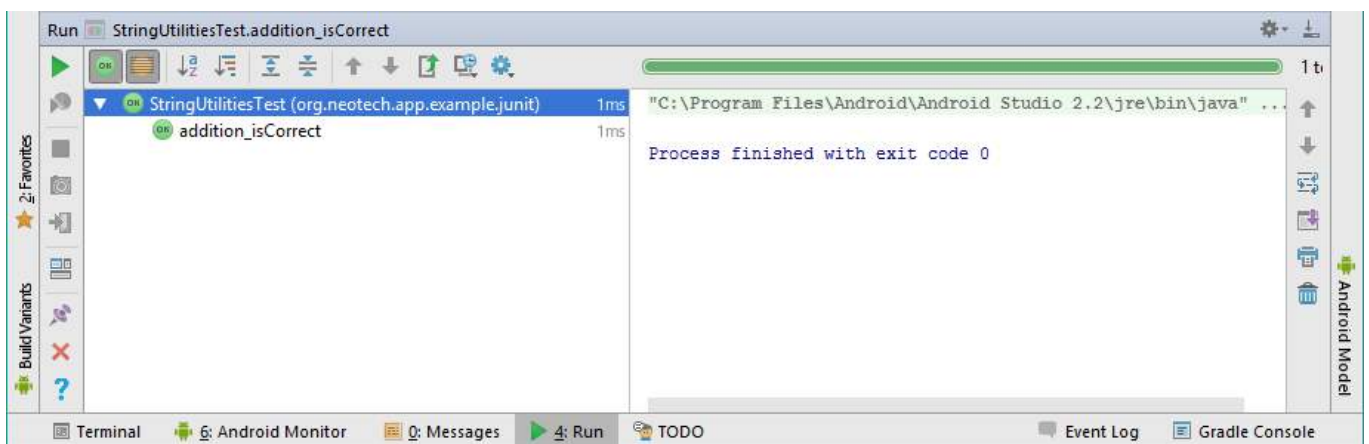 Run StringUtilitiesTest.addition_isCorrect
OK
StringUtilitiesTest (org.neotech.app.example.junit) 1ms
addition_isCorrect 1ms
"C:\Program Files\Android\Android Studio 2.2\jre\bin\java" ...
Process finished with exit code 0
2: Favorites
Build Variants
Android Model
Terminal 6: Android Monitor 0: Messages 4: Run TODO Event Log Gradle Console